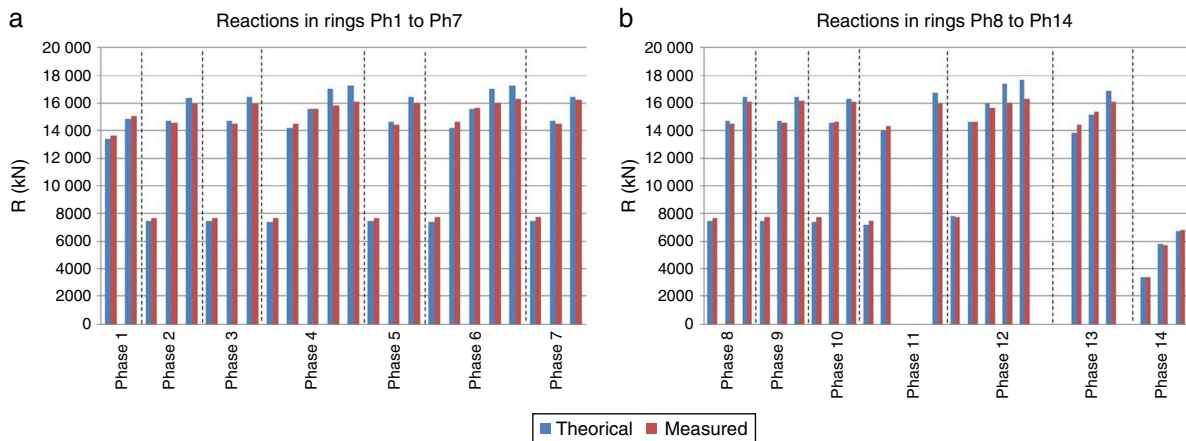 a
Reactions in rings Ph1 to Ph7
R (kN)
20 000
18 000
16 000
14 000
12 000
10 000
8000
6000
4000
2000
0
Phase 1
Phase 2
Phase 3
Phase 4
Phase 5
Phase 6
Phase 7
b
Reactions in rings Ph8 to Ph14
R (kN)
20 000
18 000
16 000
14 000
12 000
10 000
8000
6000
4000
2000
0
Phase 8
Phase 9
Phase 10
Phase 11
Phase 12
Phase 13
Phase 14
Theorical
Measured